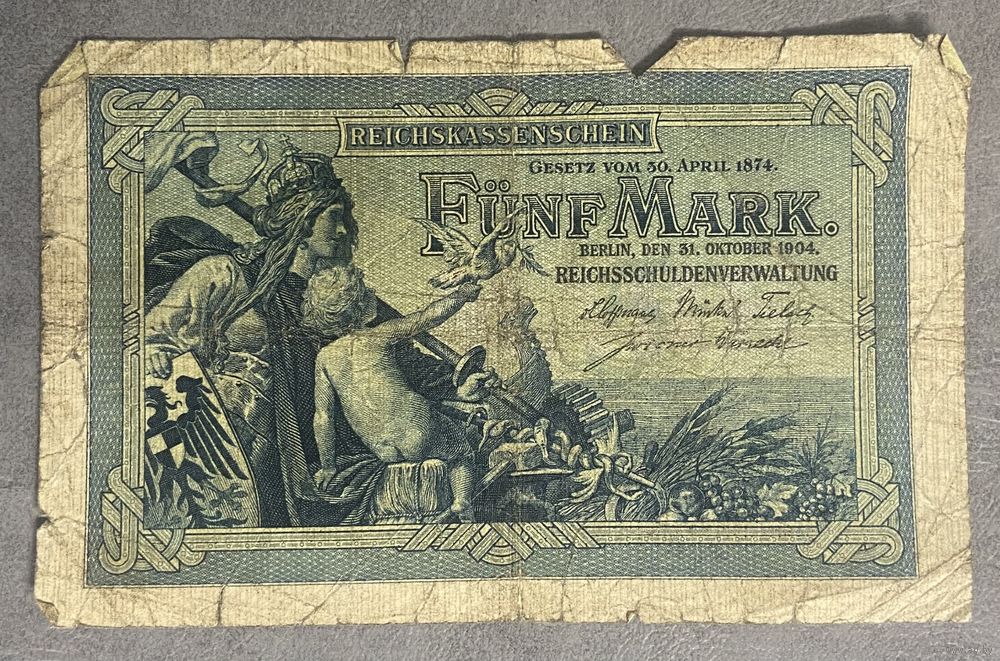 REICHSKASSENSCHEIN
GESETZ VOM 30. APRIL 1874.
FÜNF MARK.
BERLIN, DEN 31. OKTOBER 1904.
REICHSSCHULDENVERWALTUNG